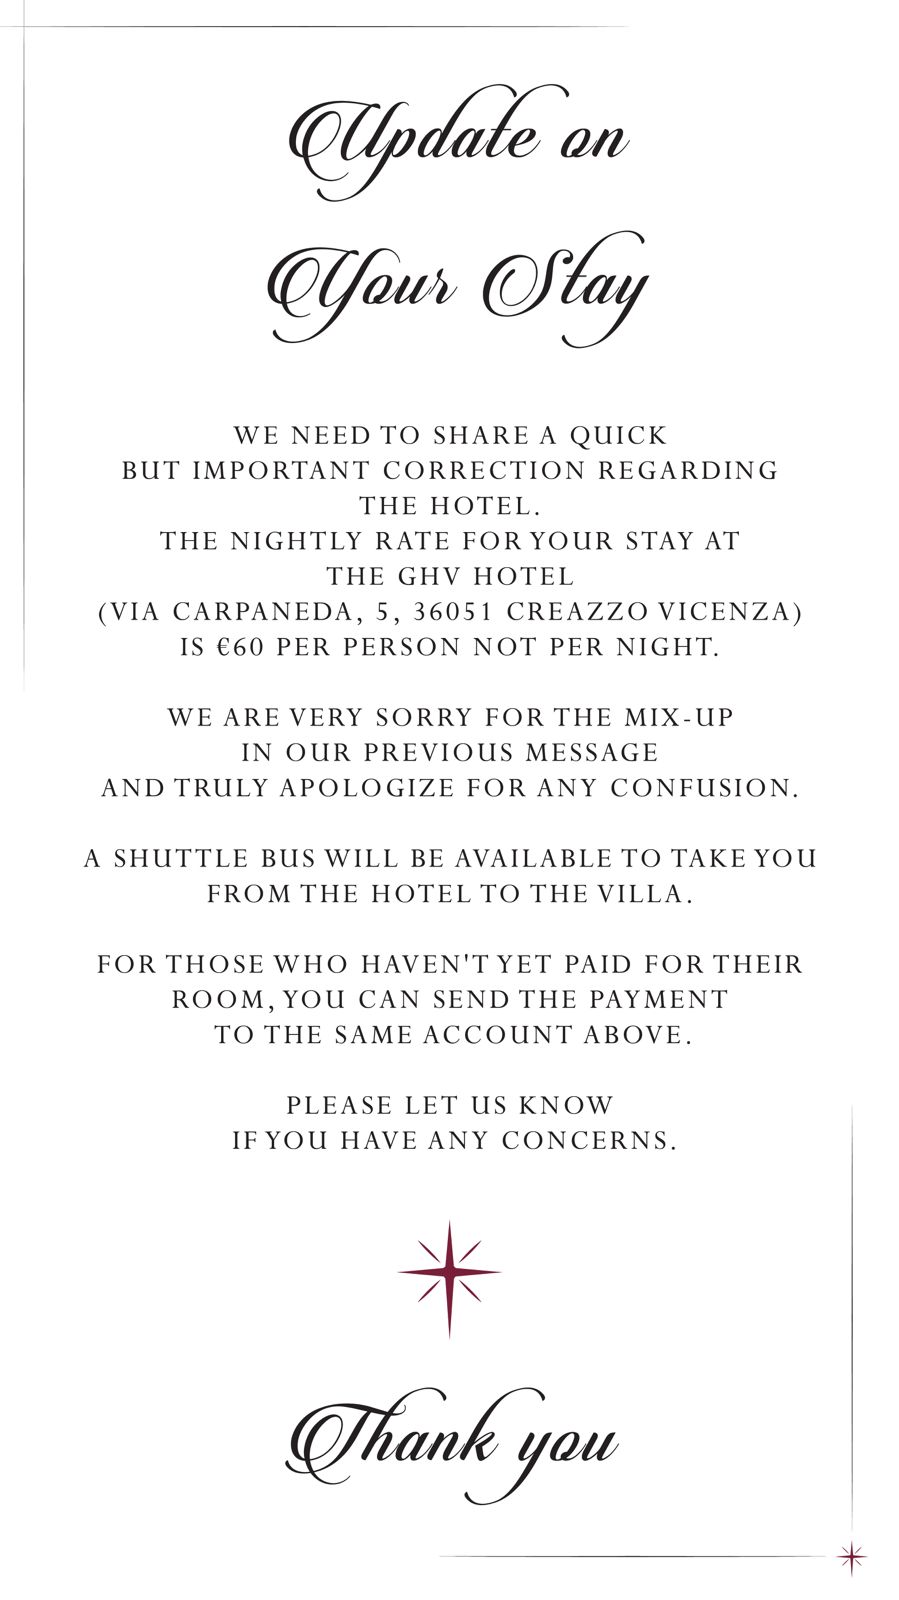 Update on
Your Stay
WE NEED TO SHARE A QUICK
BUT IMPORTANT CORRECTION REGARDING
THE HOTEL.
THE NIGHTLY RATE FOR YOUR STAY AT
THE GHV HOTEL
(VIA CARPANEDA, 5, 36051 CREAZZO VICENZA)
IS €60 PER PERSON NOT PER NIGHT.
WE ARE VERY SORRY FOR THE MIX-UP
IN OUR PREVIOUS MESSAGE
AND TRULY APOLOGIZE FOR ANY CONFUSION.
A SHUTTLE BUS WILL BE AVAILABLE TO TAKE YOU
FROM THE HOTEL TO THE VILLA.
FOR THOSE WHO HAVEN'T YET PAID FOR THEIR
ROOM, YOU CAN SEND THE PAYMENT
TO THE SAME ACCOUNT ABOVE.
PLEASE LET US KNOW
IF YOU HAVE ANY CONCERNS.
Thank you